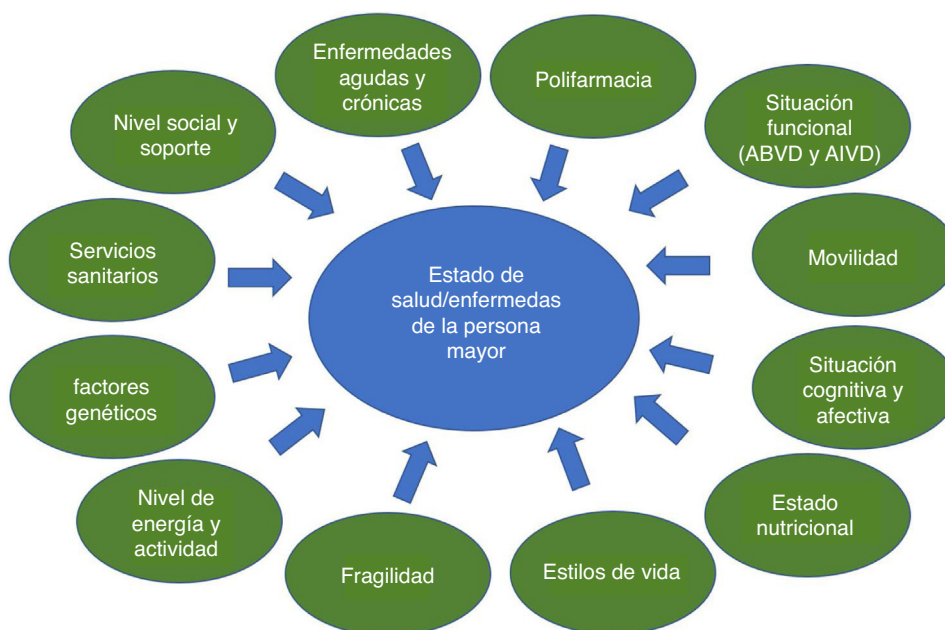 Enfermedades
agudas y
crónicas
Polifarmacia
Situación
funcional
(ABVD y AIVD)
Movilidad
Situación
cognitiva y
afectiva
Estado
nutricional
Estilos de vida
Fragilidad
Nivel de
energía y
actividad
factores
genéticos
Servicios
sanitarios
Nivel social y
soporte
Estado de
salud/enfermedas
de la persona
mayor